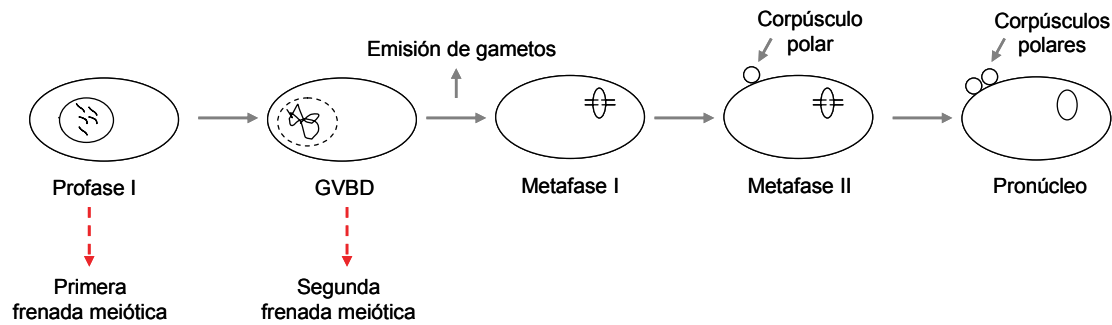 Emisión de gametos
Corpúsculo
polar
Corpúsculos
polares
Profase I
GVBD
Metafase I
Metafase II
Pronúcleo
Primera
frenada meiótica
Segunda
frenada meiótica